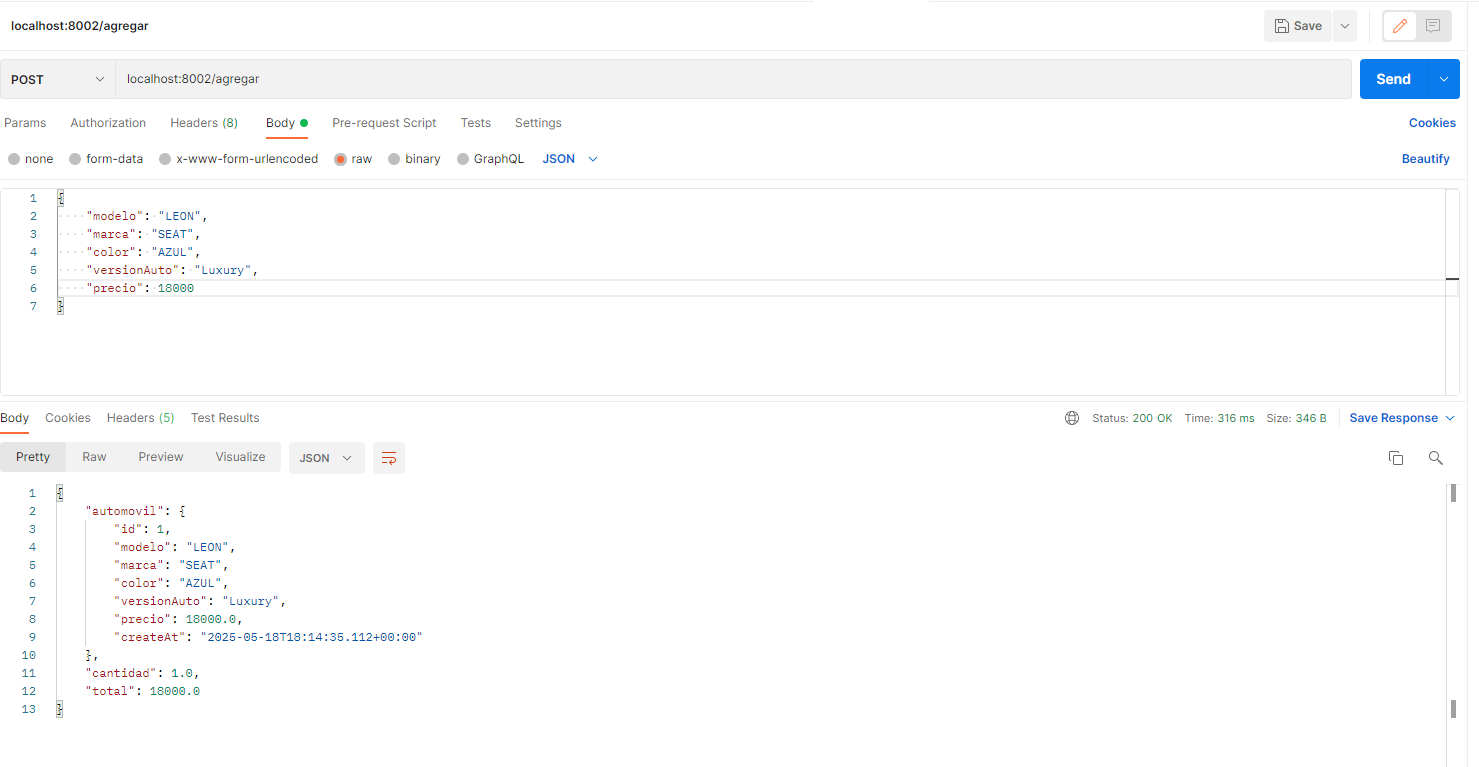 localhost:8002/agregar
Save
POST
localhost:8002/agregar
Send
Params Authorization Headers (8) Body Pre-request Script Tests Settings Cookies
none form-data x-www-form-urlencoded raw binary GraphQL JSON Beautify
1 {
2 "modelo": "LEON",
3 "marca": "SEAT",
4 "color": "AZUL",
5 "versionAuto": "Luxury",
6 "precio": 18000
7 }
Body Cookies Headers (5) Test Results Status: 200 OK Time: 316 ms Size: 346 B Save Response
Pretty Raw Preview Visualize JSON
1 {
2 "automovil": {
3 "id": 1,
4 "modelo": "LEON",
5 "marca": "SEAT",
6 "color": "AZUL",
7 "versionAuto": "Luxury",
8 "precio": 18000.0,
9 "createAt": "2025-05-18T18:14:35.112+00:00"
10 },
11 "cantidad": 1.0,
12 "total": 18000.0
13 }